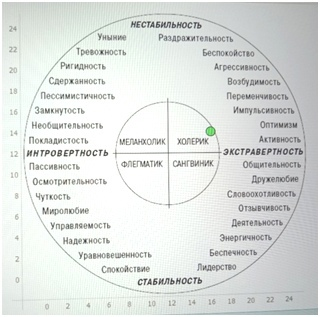 НЕСТАБИЛЬНОСТЬ
24
Уныние Раздражительность
22
Тревожность Беспокойство
20
Ригидность Агрессивность
Сдержанность Возбудимость
18
Пессимистичность Переменчивость
16
Замкнутость Импульсивность
Необщительность Оптимизм
14
Покладистость МЕЛАНХОЛИК ХОЛЕРИК Активность
12
ИНТРОВЕРТНОСТЬ ЭКСТРАВЕРТНОСТЬ
Пассивность ФЛЕГМАТИК САНГВИНИК Общительность
10
Осмотрительность Дружелюбие
8
Чуткость Словоохотливость
Миролюбие Отзывчивость
6
Управляемость Деятельность
4
Надежность Энергичность
Уравновешенность Беспечность
2
Спокойствие Лидерство
0
СТАБИЛЬНОСТЬ
0 2 4 6 8 10 12 14 16 18 20 22 24